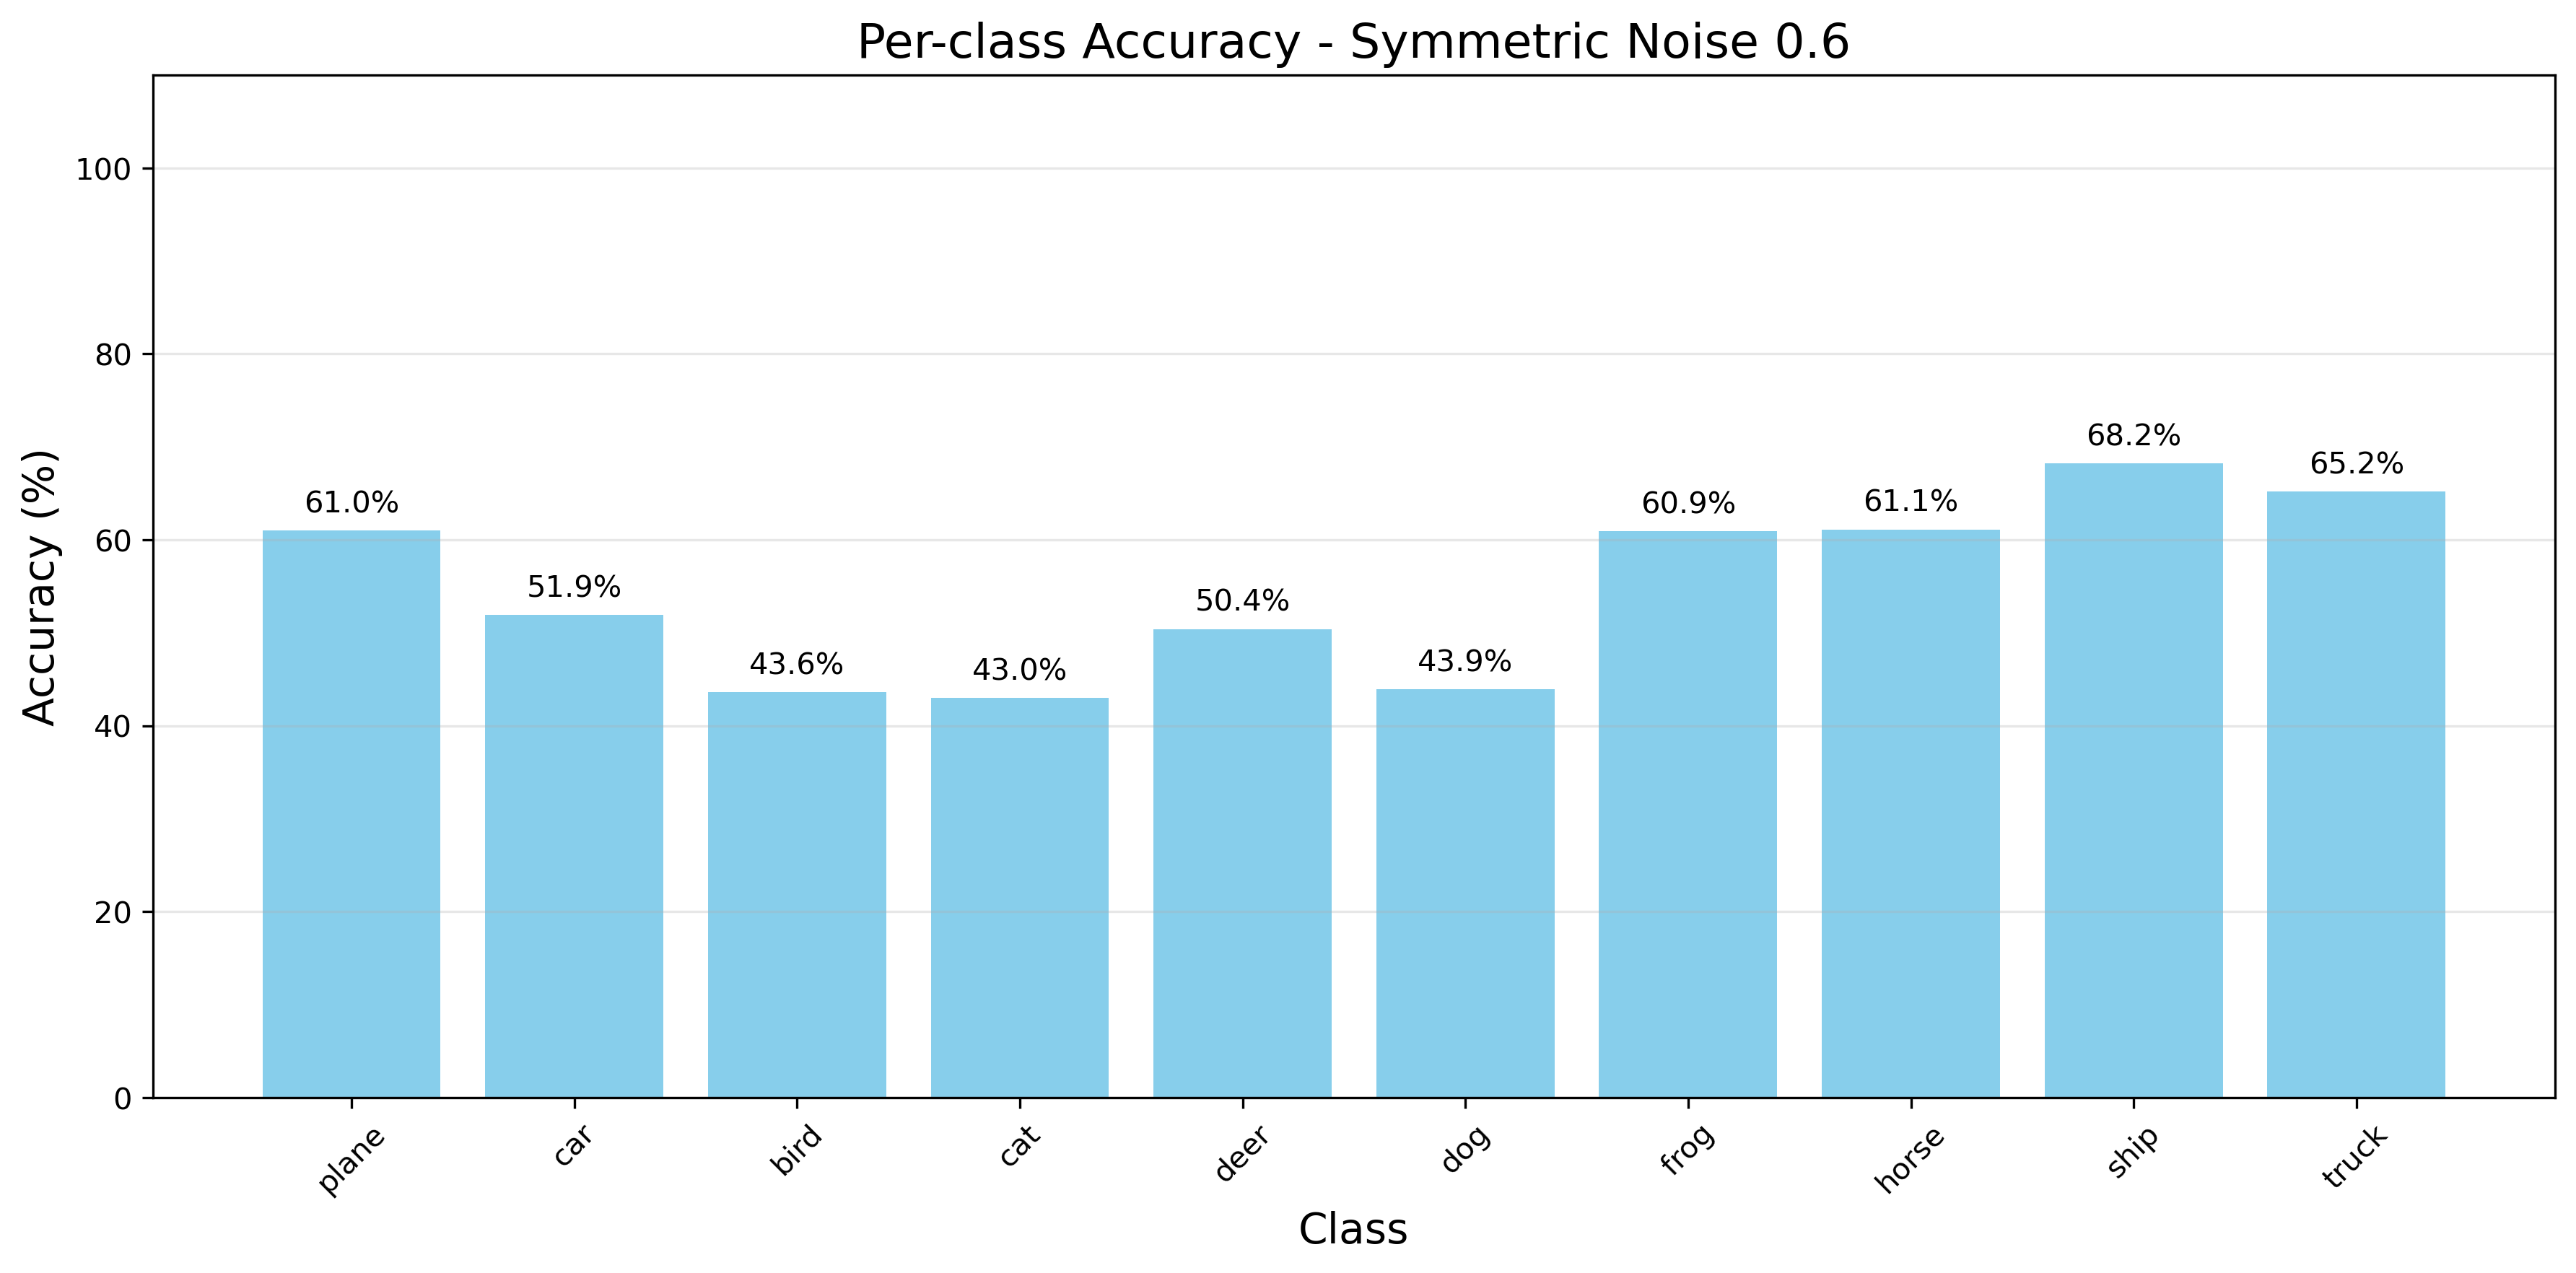 Per-class Accuracy - Symmetric Noise 0.6
Accuracy (%)
100
80
60
40
20
0
61.0%
51.9%
43.6%
43.0%
50.4%
43.9%
60.9%
61.1%
68.2%
65.2%
plane
car
bird
cat
deer
dog
frog
horse
ship
truck
Class